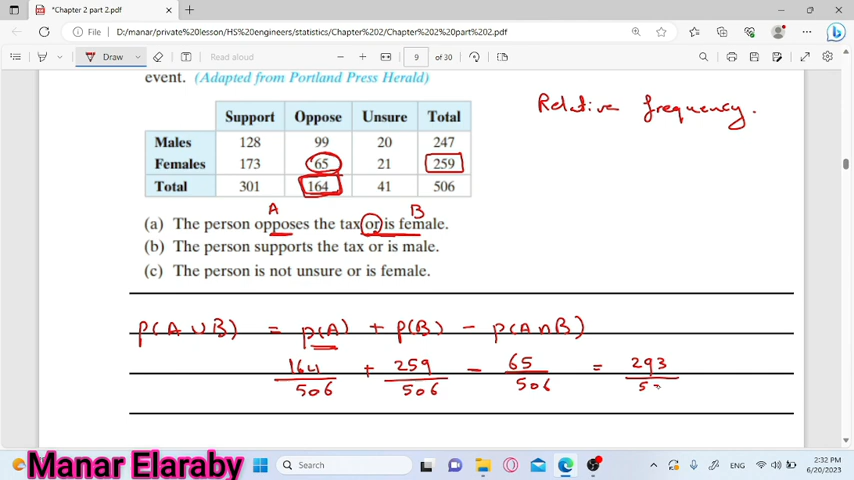 *Chapter 2 part 2.pdf
File D:/manar/private%20lesson/HS%20engineers/statistics/Chapter%202/Chapter%202%20part%202.pdf
Draw Read aloud 9 of 30
event. (Adapted from Portland Press Herald)
Relative frequency.
Support Oppose Unsure Total
Males 128 99 20 247
Females 173 65 21 259
Total 301 164 41 506
A B
(a) The person opposes the tax or is female.
(b) The person supports the tax or is male.
(c) The person is not unsure or is female.
P(A ∪ B) = P(A) + P(B) - P(A ∩ B)
164 + 259 - 65 = 293
506 506 506 5
Manar Elaraby
Search
ENG
2:32 PM
6/20/2023